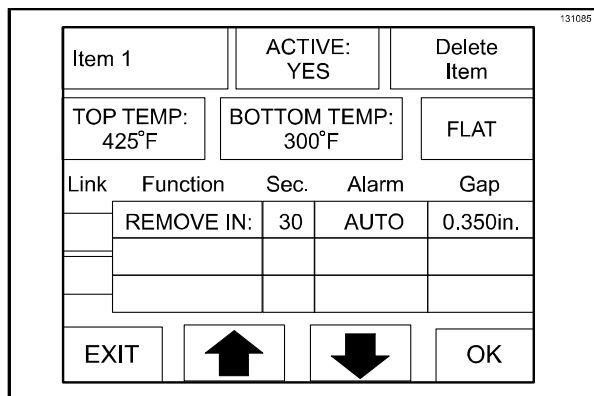 131085
Item 1
ACTIVE:
YES
Delete
Item
TOP TEMP:
425°F
BOTTOM TEMP:
300°F
FLAT
Link Function Sec. Alarm Gap
REMOVE IN: 30 AUTO 0.350in.
EXIT
OK